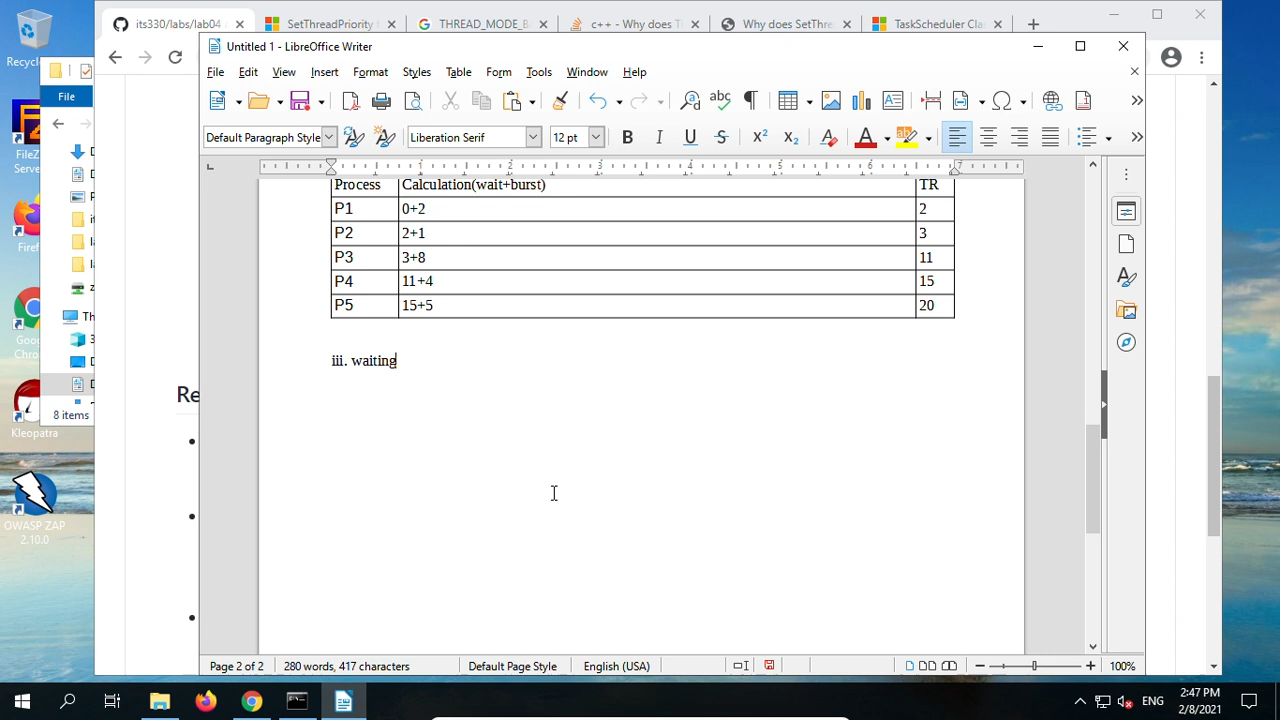 its330/labs/lab04
SetThreadPriority f
THREAD_MODE_B
c++ - Why does T
Why does SetThre
TaskScheduler Cla
Untitled 1 - LibreOffice Writer
File Edit View Insert Format Styles Table Form Tools Window Help
Default Paragraph Style
Liberation Serif
12 pt
Process Calculation(wait+burst) TR
P1 0+2 2
P2 2+1 3
P3 3+8 11
P4 11+4 15
P5 15+5 20
iii. waiting
Page 2 of 2
280 words, 417 characters
Default Page Style
English (USA)
100%
Recycl
File
FileZ
Serve
Firef
Th
Goo
Chro
8 items
Kleopatra
OWASP ZAP
2.10.0
Re
ENG
2:47 PM
2/8/2021